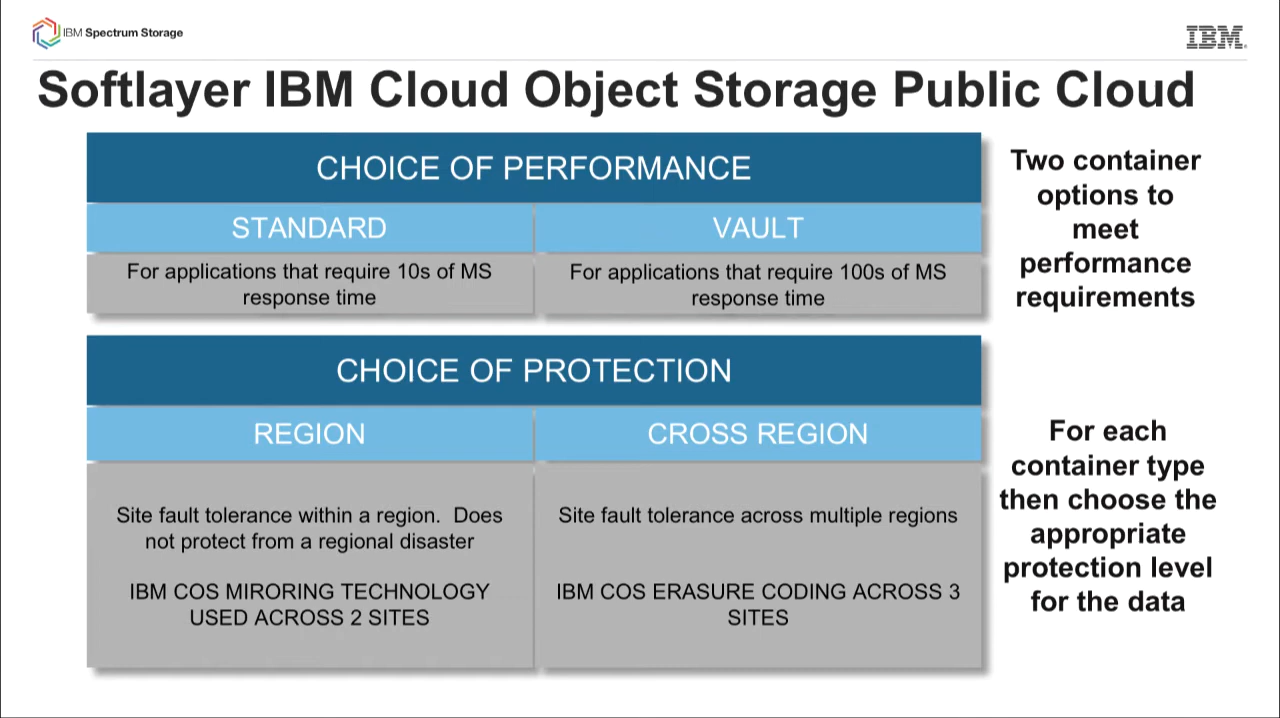 IBM Spectrum Storage
IBM
Softlayer IBM Cloud Object Storage Public Cloud
CHOICE OF PERFORMANCE
STANDARD
VAULT
For applications that require 10s of MS
response time
For applications that require 100s of MS
response time
Two container
options to
meet
performance
requirements
CHOICE OF PROTECTION
REGION
CROSS REGION
Site fault tolerance within a region.  Does
not protect from a regional disaster
IBM COS MIRORING TECHNOLOGY
USED ACROSS 2 SITES
Site fault tolerance across multiple regions
IBM COS ERASURE CODING ACROSS 3
SITES
For each
container type
then choose the
appropriate
protection level
for the data